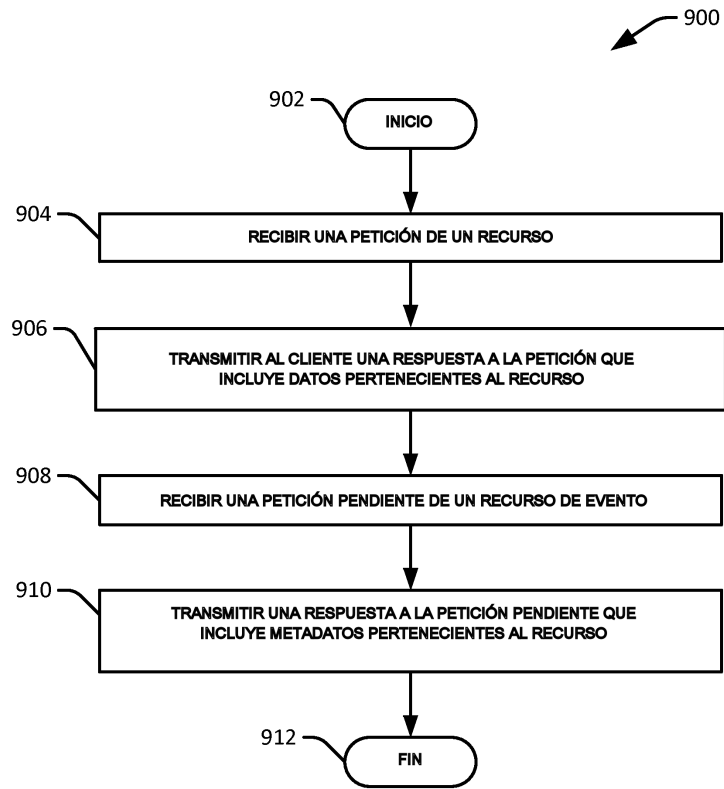 900
902
INICIO
904
RECIBIR UNA PETICIÓN DE UN RECURSO
906
TRANSMITIR AL CLIENTE UNA RESPUESTA A LA PETICIÓN QUE
INCLUYE DATOS PERTENECIENTES AL RECURSO
908
RECIBIR UNA PETICIÓN PENDIENTE DE UN RECURSO DE EVENTO
910
TRANSMITIR UNA RESPUESTA A LA PETICIÓN PENDIENTE QUE
INCLUYE METADATOS PERTENECIENTES AL RECURSO
912
FIN